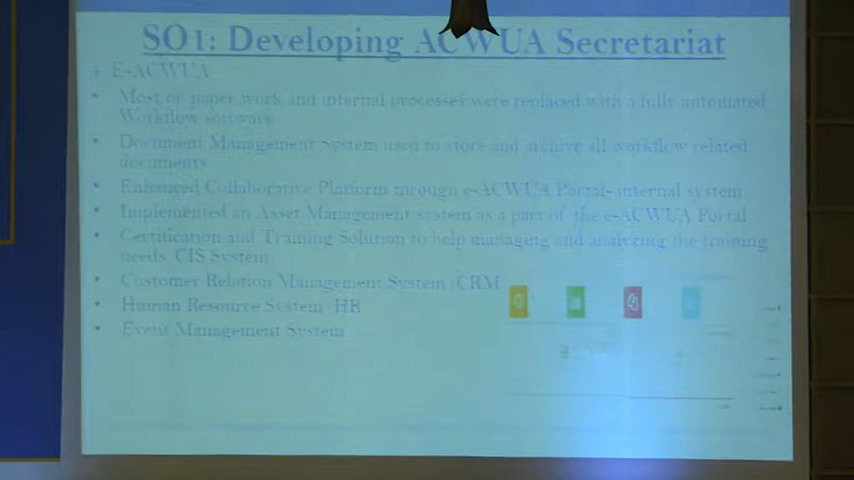 SO1: Developing ACWUA Secretariat
E-ACWUA
• Most of paper work and internal processes were replaced with a fully automated
Workflow software
• Document Management System used to store and archive all workflow related
documents
• Enhanced Collaborative Platform through e-ACWUA Portal- internal system
• Implemented an Asset Management system as a part of the e-ACWUA Portal
• Certification and Training Solution to help managing and analyzing the training
needs CIS System
• Customer Relation Management System /CRM
• Human Resource System /HR
• Event Management System